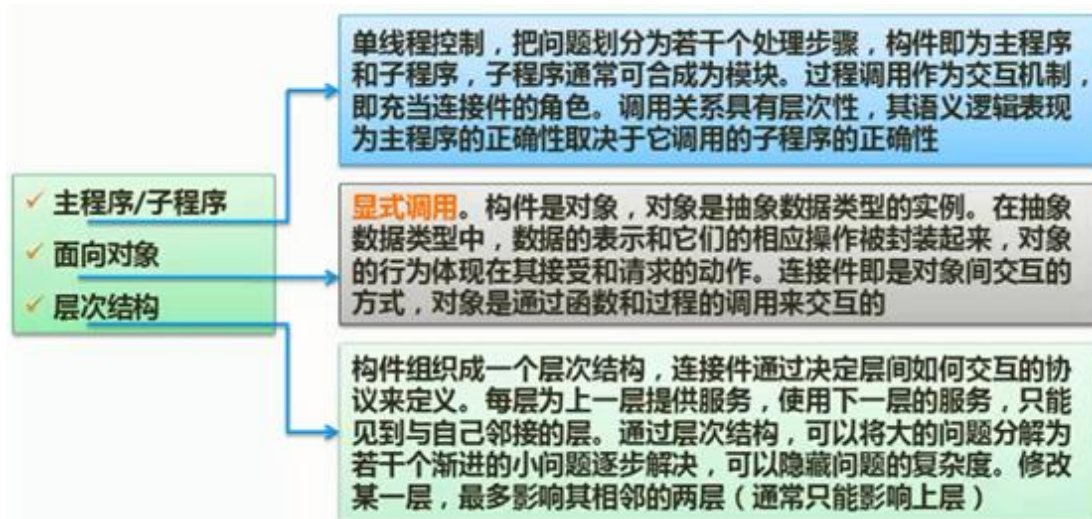 ✓ 主程序/子程序
✓ 面向对象
✓ 层次结构
单线程控制，把问题划分为若干个处理步骤，构件即为主程序
和子程序，子程序通常可合成为模块。过程调用作为交互机制，
即充当连接件的角色。调用关系具有层次性，其语义逻辑表现
为主程序的正确性取决于它调用的子程序的正确性
显式调用。构件是对象，对象是抽象数据类型的实例。在抽象
数据类型中，数据的表示和它们的相应操作被封装起来，对象
的行为体现在其接受和请求的动作。连接件即是对象间交互的
方式，对象是通过函数和过程的调用来交互的
构件组织成一个层次结构，连接件通过决定层间如何交互的协
议来定义。每层为上一层提供服务，使用下一层的服务，只能
见到与自己邻接的层。通过层次结构，可以将大的问题分解为
若干个渐进的小问题逐步解决，可以隐藏问题的复杂度。修改
某一层，最多影响其相邻的两层（通常只能影响上层）